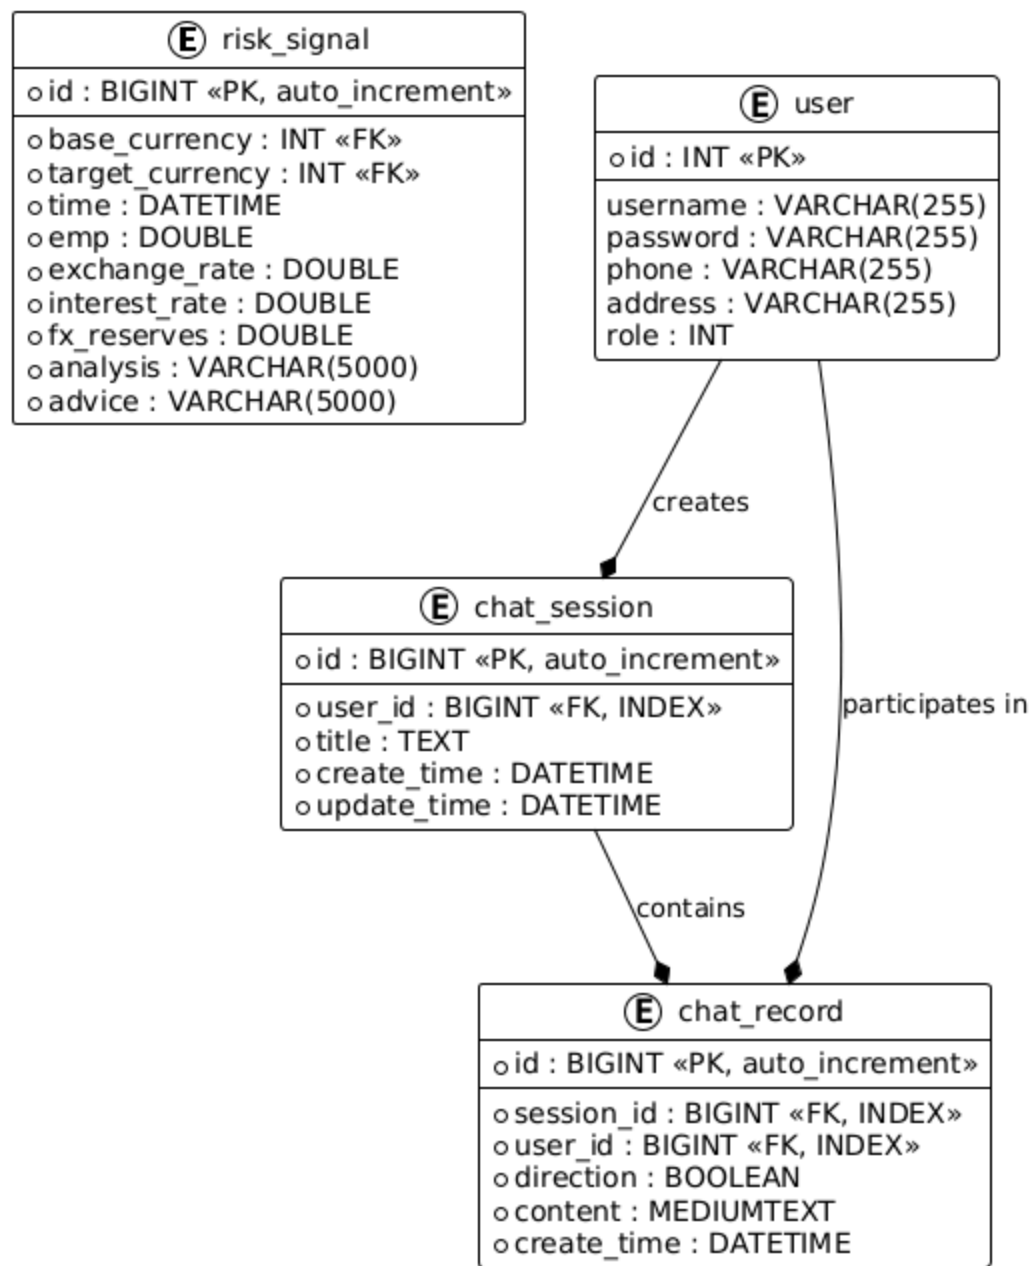 E risk_signal
id : BIGINT «PK, auto_increment»
base_currency : INT «FK»
target_currency : INT «FK»
time : DATETIME
emp : DOUBLE
exchange_rate : DOUBLE
interest_rate : DOUBLE
fx_reserves : DOUBLE
analysis : VARCHAR(5000)
advice : VARCHAR(5000)
E user
id : INT «PK»
username : VARCHAR(255)
password : VARCHAR(255)
phone : VARCHAR(255)
address : VARCHAR(255)
role : INT
creates
E chat_session
id : BIGINT «PK, auto_increment»
user_id : BIGINT «FK, INDEX»
title : TEXT
create_time : DATETIME
update_time : DATETIME
participates in
contains
E chat_record
id : BIGINT «PK, auto_increment»
session_id : BIGINT «FK, INDEX»
user_id : BIGINT «FK, INDEX»
direction : BOOLEAN
content : MEDIUMTEXT
create_time : DATETIME